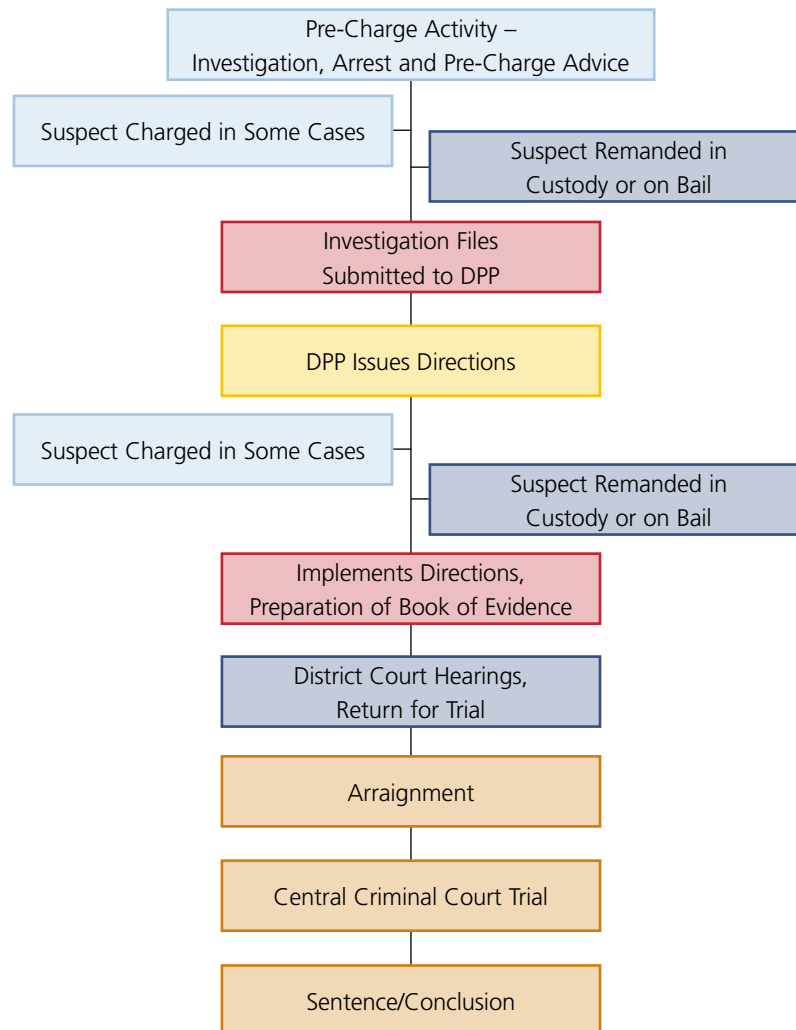 Pre-Charge Activity –
Investigation, Arrest and Pre-Charge Advice
Suspect Charged in Some Cases
Suspect Remanded in
Custody or on Bail
Investigation Files
Submitted to DPP
DPP Issues Directions
Suspect Charged in Some Cases
Suspect Remanded in
Custody or on Bail
Implements Directions,
Preparation of Book of Evidence
District Court Hearings,
Return for Trial
Arraignment
Central Criminal Court Trial
Sentence/Conclusion